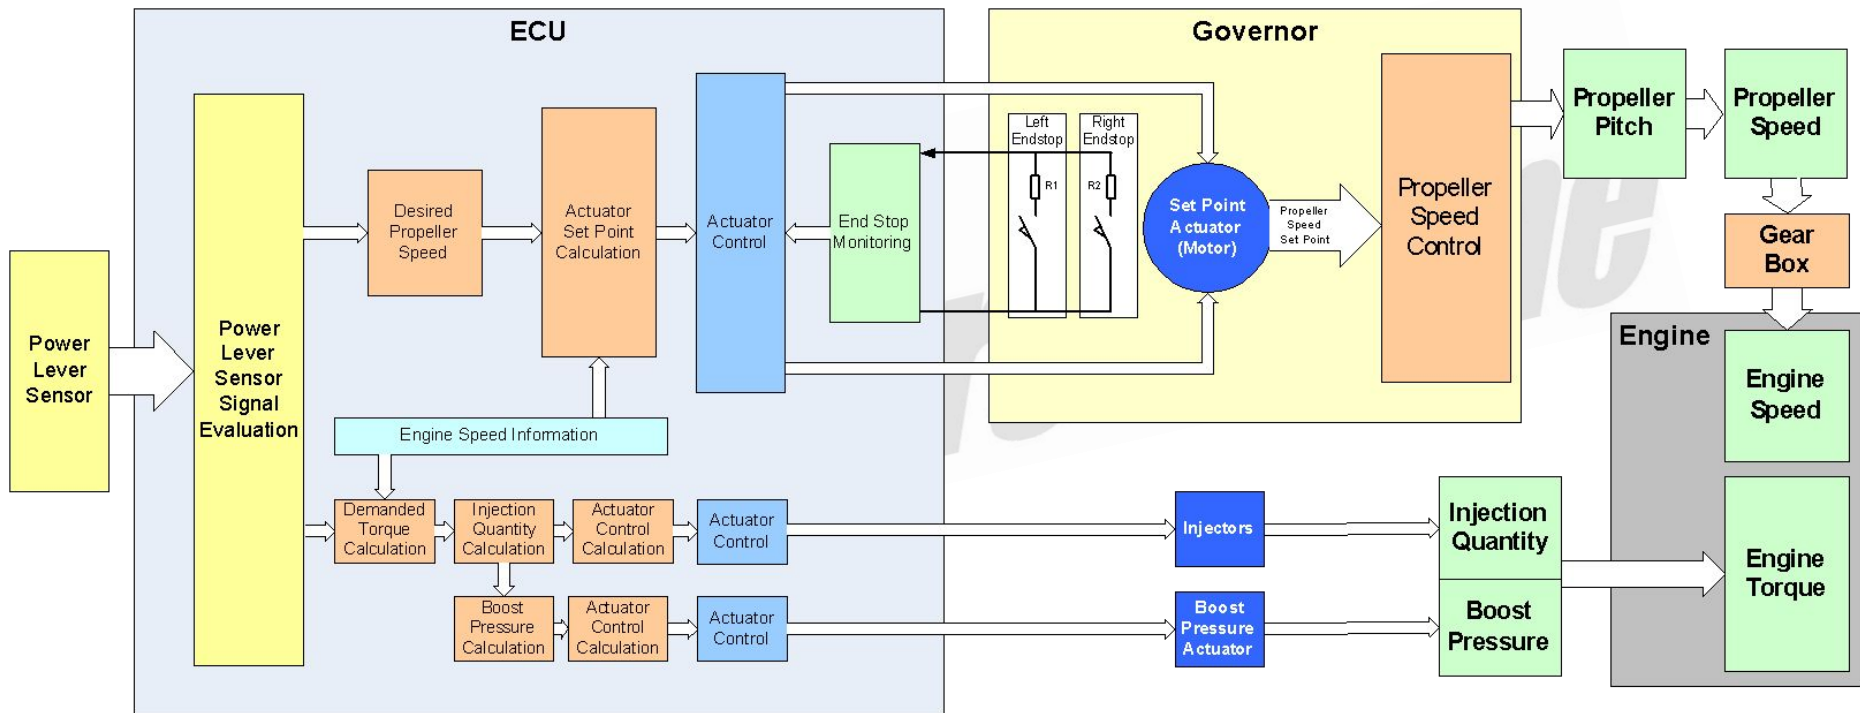 ECU
Governor
Power
Lever
Sensor
Power
Lever
Sensor
Signal
Evaluation
Desired
Propeller
Speed
Actuator
Set Point
Calculation
Actuator
Control
End Stop
Monitoring
Left
Endstop
Right
Endstop
R1
R2
Set Point
Actuator
(Motor)
Propeller
Speed
Set Point
Propeller
Speed
Control
Propeller
Pitch
Propeller
Speed
Gear
Box
Engine
Engine
Speed
Engine Speed Information
Demanded
Torque
Calculation
Injection
Quantity
Calculation
Actuator
Control
Calculation
Actuator
Control
Injectors
Injection
Quantity
Engine
Torque
Boost
Pressure
Calculation
Actuator
Control
Calculation
Actuator
Control
Boost
Pressure
Actuator
Boost
Pressure